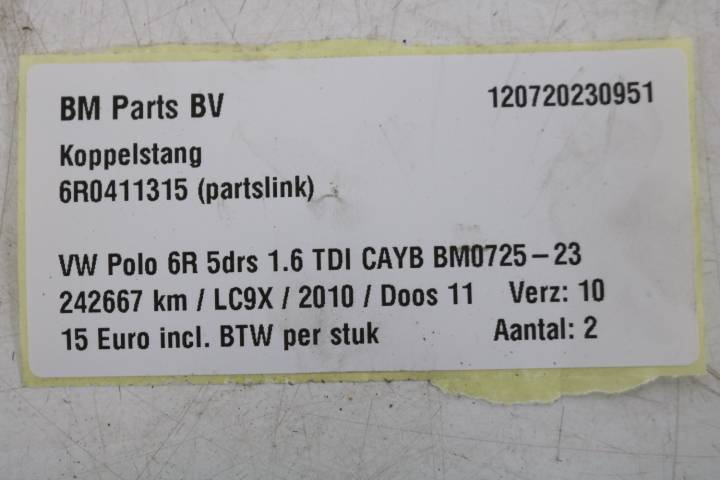 BM Parts BV 120720230951
Koppelstang
6R0411315 (partslink)
VW Polo 6R 5drs 1.6 TDI CAYB BM0725-23
242667 km / LC9X / 2010 / Doos 11 Verz: 10
15 Euro incl. BTW per stuk Aantal: 2